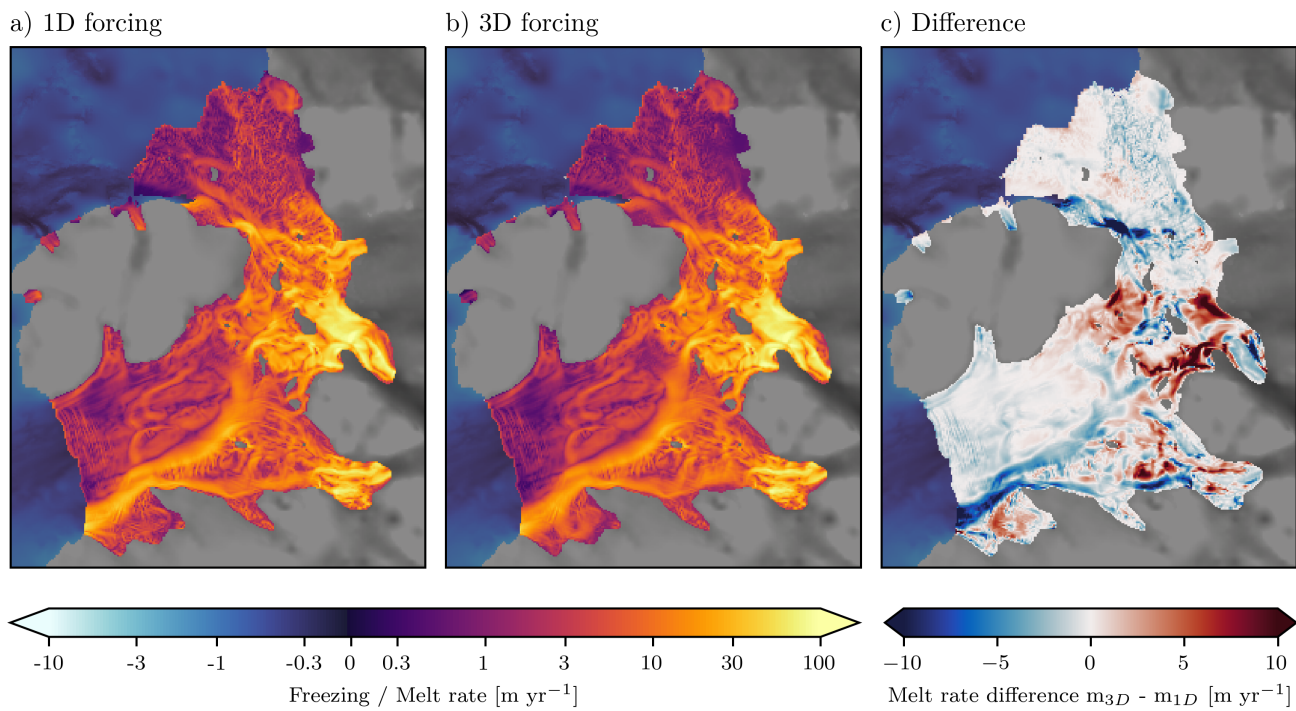 a) 1D forcing b) 3D forcing c) Difference
-10 -3 -1 -0.3 0 0.3 1 3 10 30 100 −10 −5 0 5 10
Freezing / Melt rate [m yr⁻¹] Melt rate difference m₃D - m₁D [m yr⁻¹]